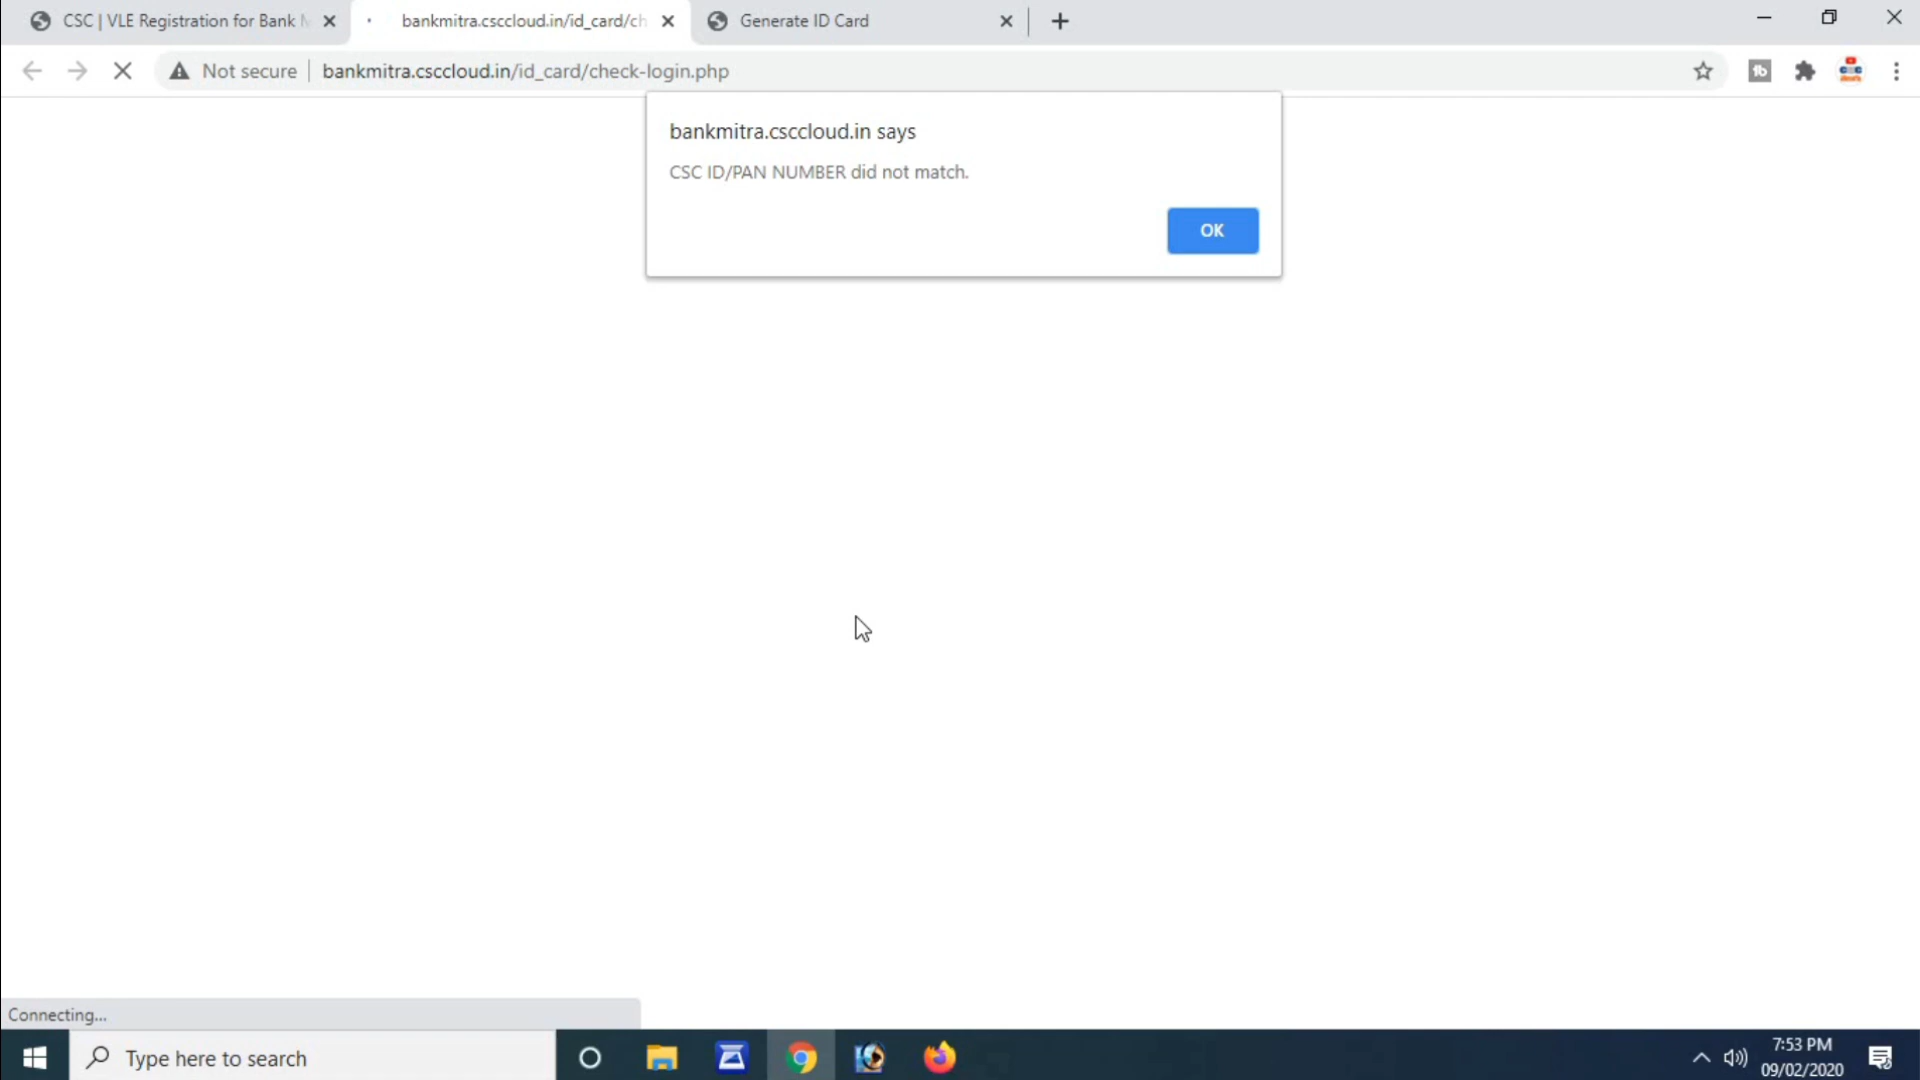 CSC | VLE Registration for Bank
bankmitra.csccloud.in/id_card/ch
Generate ID Card
Not secure
bankmitra.csccloud.in/id_card/check-login.php
bankmitra.csccloud.in says
CSC ID/PAN NUMBER did not match.
OK
Connecting...
Type here to search
7:53 PM
09/02/2020